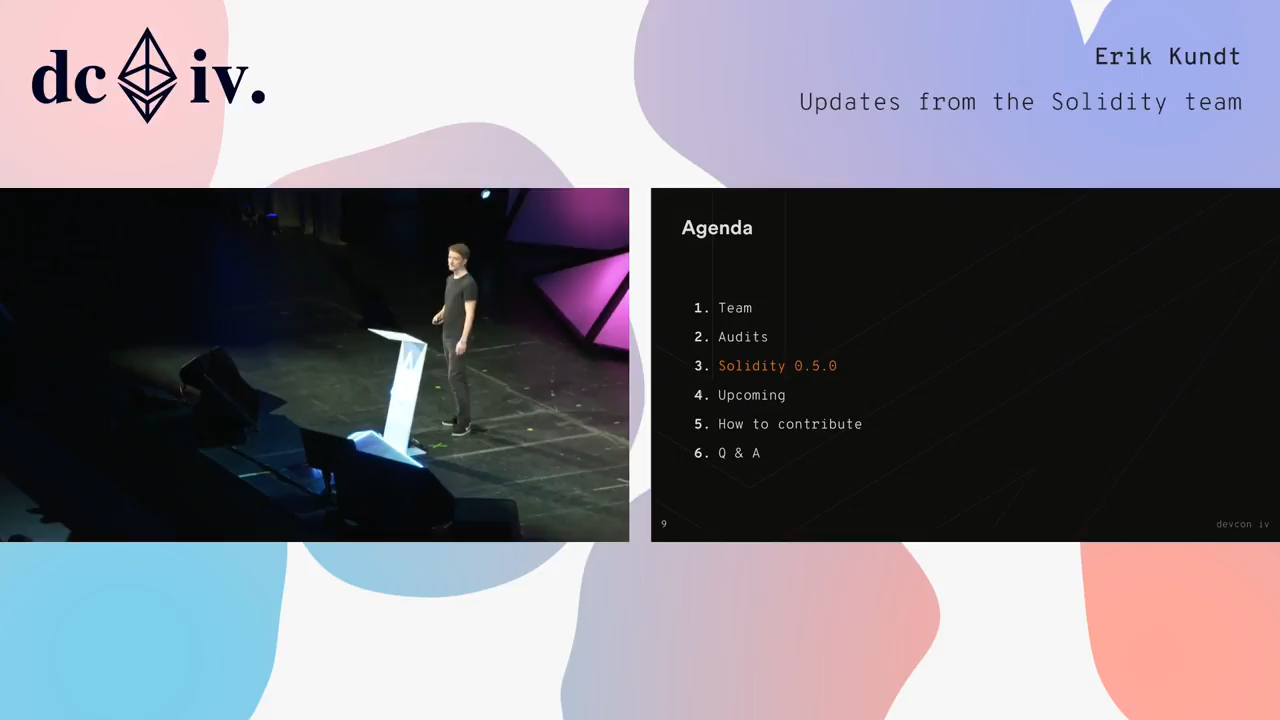 dc iv.
Erik Kundt
Updates from the Solidity team
Agenda
1. Team
2. Audits
3. Solidity 0.5.0
4. Upcoming
5. How to contribute
6. Q & A
9
devcon iv